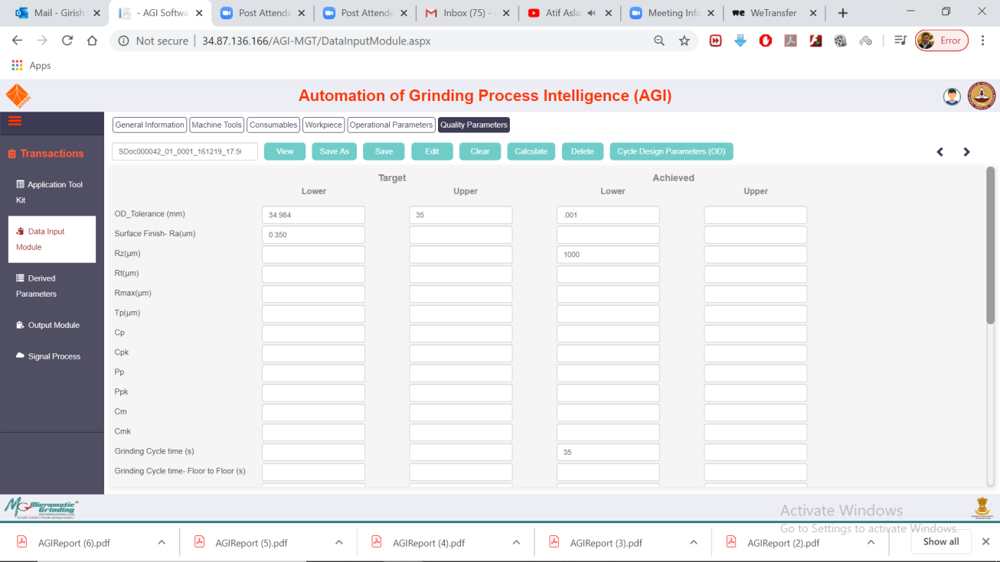 Mail - Girish
- AGI Softwa
Post Attende
Post Attende
Inbox (75) -
Atif Asla
Meeting Info
we WeTransfer
Not secure | 34.87.136.166/AGI-MGT/DataInputModule.aspx
Error
Apps
Automation of Grinding Process Intelligence (AGI)
General Information Machine Tools Consumables Workpiece Operational Parameters Quality Parameters
Transactions
SDoc000042_01_0001_161219_17:5
View Save As Save Edit Clear Calculate Delete Cycle Design Parameters (OD)
Application Tool
Kit
Data Input
Module
Derived
Parameters
Output Module
Signal Process
Target Achieved
Lower Upper Lower Upper
OD_Tolerance (mm) 34.984 35 .001
Surface Finish- Ra(um) 0.350
Rz(µm) 1000
Rt(µm)
Rmax(µm)
Tp(µm)
Cp
Cpk
Pp
Ppk
Cm
Cmk
Grinding Cycle time (s) 35
Grinding Cycle time- Floor to Floor (s)
Micromatic
Grinding
Activate Windows
Go to Settings to activate Windows.
AGIReport (6).pdf
AGIReport (5).pdf
AGIReport (4).pdf
AGIReport (3).pdf
AGIReport (2).pdf
Show all